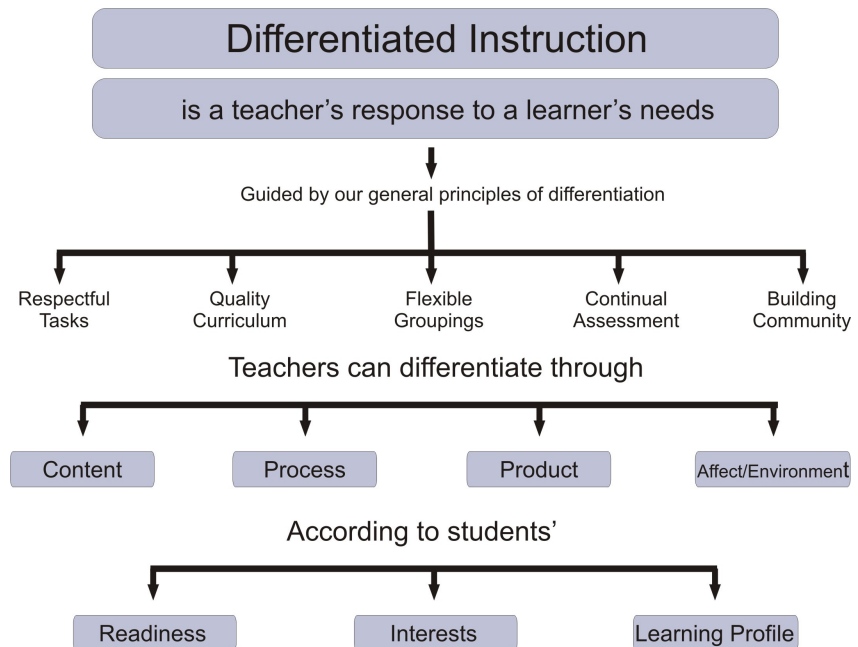 Differentiated Instruction
is a teacher’s response to a learner’s needs
Guided by our general principles of differentiation
Respectful
Tasks
Quality
Curriculum
Flexible
Groupings
Continual
Assessment
Building
Community
Teachers can differentiate through
Content
Process
Product
Affect/Environment
According to students’
Readiness
Interests
Learning Profile